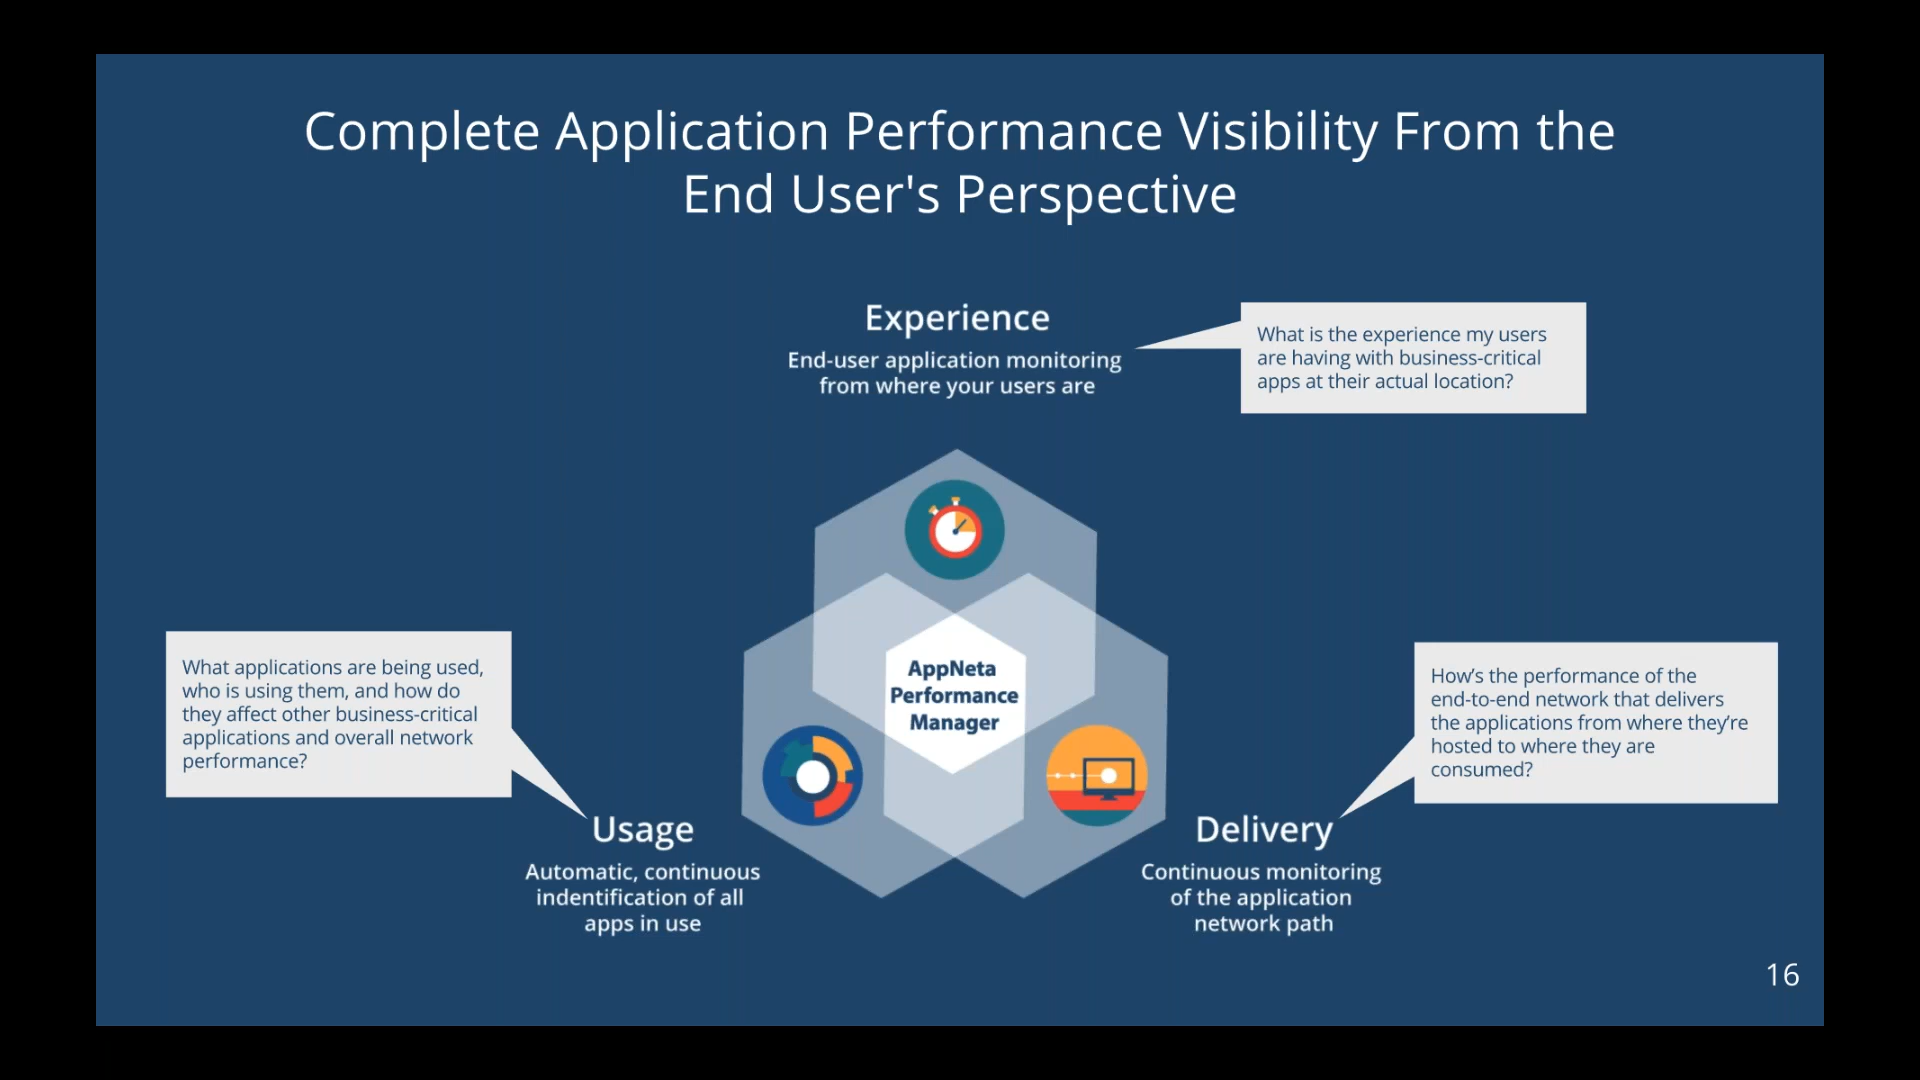 Complete Application Performance Visibility From the
End User's Perspective
Experience
End-user application monitoring
from where your users are
What is the experience my users
are having with business-critical
apps at their actual location?
AppNeta
Performance
Manager
What applications are being used,
who is using them, and how do
they affect other business-critical
applications and overall network
performance?
Usage
Automatic, continuous
indentification of all
apps in use
How’s the performance of the
end-to-end network that delivers
the applications from where they’re
hosted to where they are
consumed?
Delivery
Continuous monitoring
of the application
network path
16